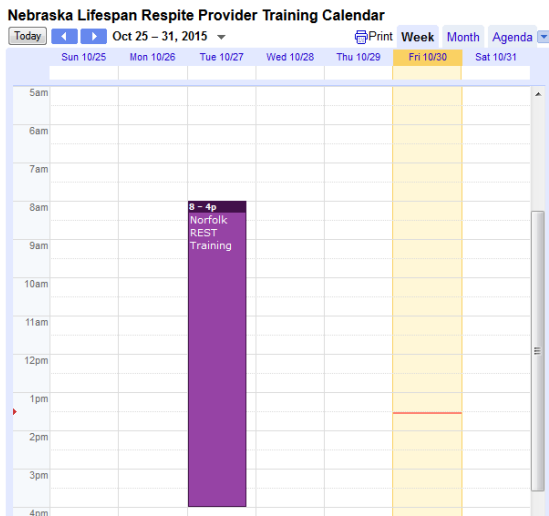 Nebraska Lifespan Respite Provider Training Calendar
Today Oct 25 – 31, 2015 Print Week Month Agenda
Sun 10/25 Mon 10/26 Tue 10/27 Wed 10/28 Thu 10/29 Fri 10/30 Sat 10/31
5am
6am
7am
8am
8 – 4p
Norfolk
REST
Training
9am
10am
11am
12pm
1pm
2pm
3pm
4pm